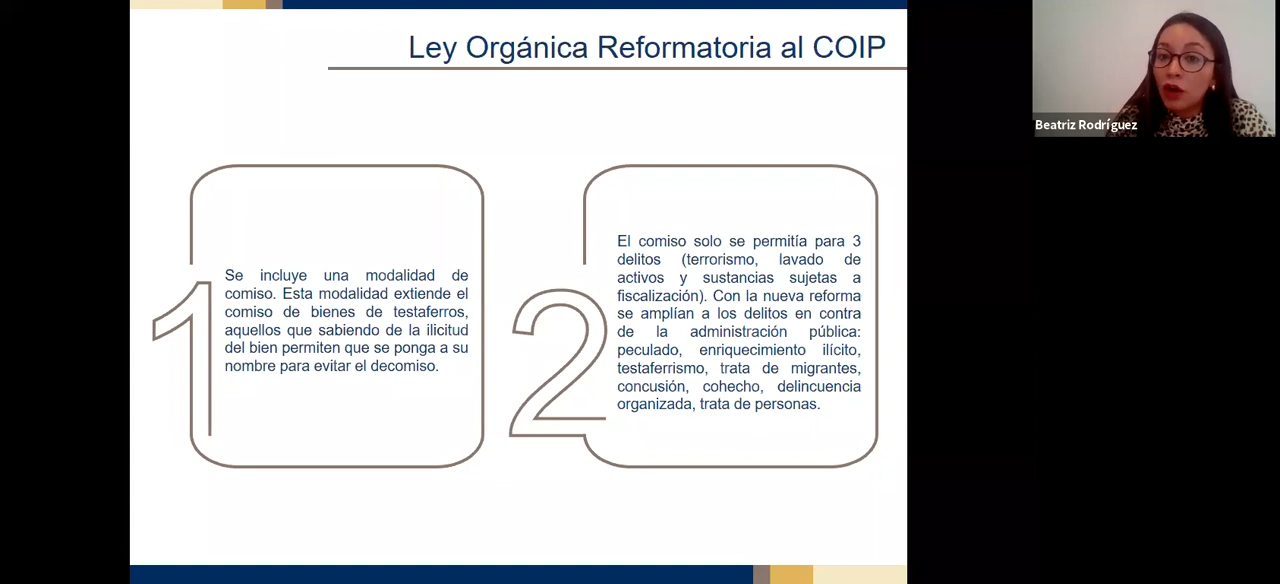 Ley Orgánica Reformatoria al COIP
Beatriz Rodríguez
1
Se incluye una modalidad de
comiso. Esta modalidad extiende el
comiso de bienes de testaferros,
aquellos que sabiendo de la ilicitud
del bien permiten que se ponga a su
nombre para evitar el decomiso.
2
El comiso solo se permitía para 3
delitos (terrorismo, lavado de
activos y sustancias sujetas a
fiscalización). Con la nueva reforma
se amplían a los delitos en contra
de la administración pública:
peculado, enriquecimiento ilícito,
testaferrismo, trata de migrantes,
concusión, cohecho, delincuencia
organizada, trata de personas.